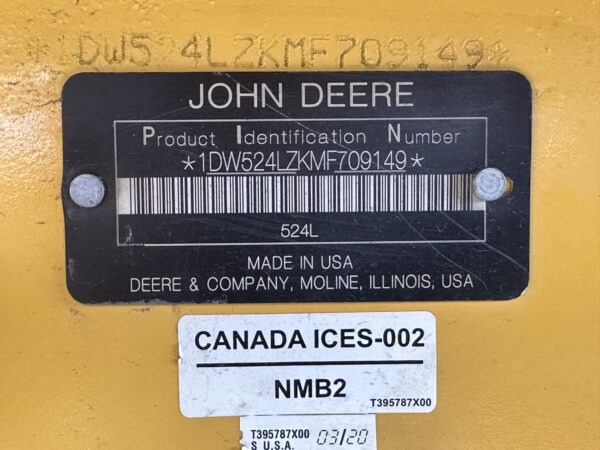 *1DW524LZKMF709149*
JOHN DEERE
Product Identification Number
*1DW524LZKMF709149*
524L
MADE IN USA
DEERE & COMPANY, MOLINE, ILLINOIS, USA
CANADA ICES-002
NMB2
T395787X00
T395787X00 03/20
S U.S.A.